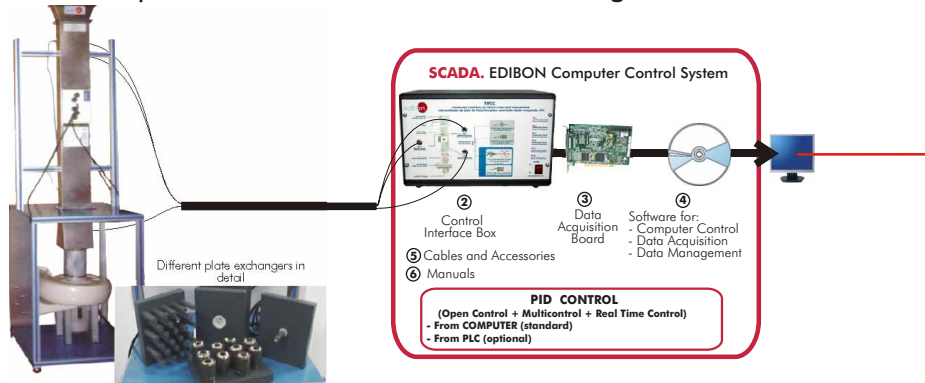 SCADA. EDIBON Computer Control System
TIFCC
②
Control
Interface Box
③
Data
Acquisition
Board
④
Software for:
- Computer Control
- Data Acquisition
- Data Management
⑤ Cables and Accessories
⑥ Manuals
Different plate exchangers in
detail
PID CONTROL
(Open Control + Multicontrol + Real Time Control)
- From COMPUTER (standard)
- From PLC (optional)